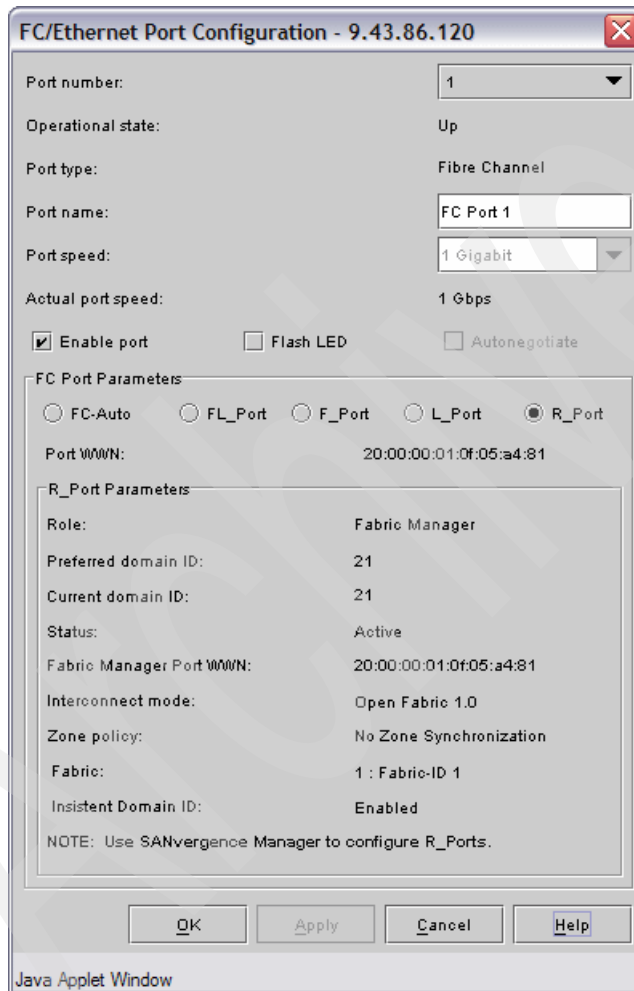 FC/Ethernet Port Configuration - 9.43.86.120
Port number: 1
Operational state: Up
Port type: Fibre Channel
Port name: FC Port 1
Port speed: 1 Gigabit
Actual port speed: 1 Gbps
Enable port Flash LED Autonegotiate
FC Port Parameters
FC-Auto FL_Port F_Port L_Port R_Port
Port WWN: 20:00:00:01:0f:05:a4:81
R_Port Parameters
Role: Fabric Manager
Preferred domain ID: 21
Current domain ID: 21
Status: Active
Fabric Manager Port WWN: 20:00:00:01:0f:05:a4:81
Interconnect mode: Open Fabric 1.0
Zone policy: No Zone Synchronization
Fabric: 1 : Fabric-ID 1
Insistent Domain ID: Enabled
NOTE: Use SANvergence Manager to configure R_Ports.
OK Apply Cancel Help
Java Applet Window